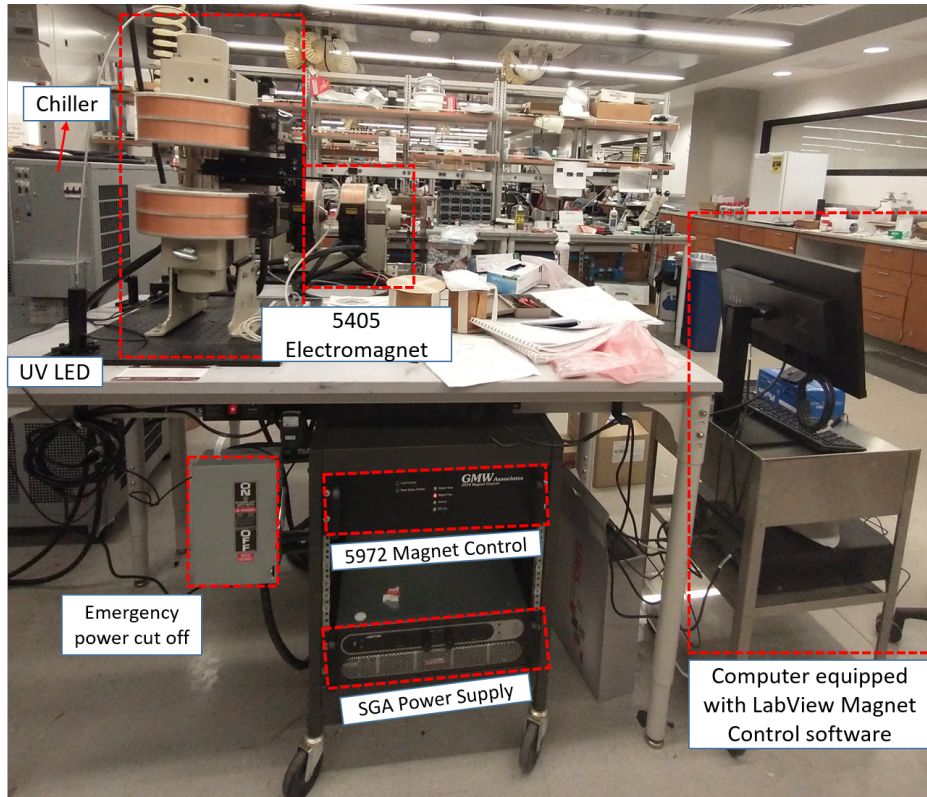 Chiller
5405
Electromagnet
UV LED
GMW Associates
5972 Magnet Control
ON
OFF
5972 Magnet Control
Emergency
power cut off
SGA Power Supply
Computer equipped
with LabView Magnet
Control software